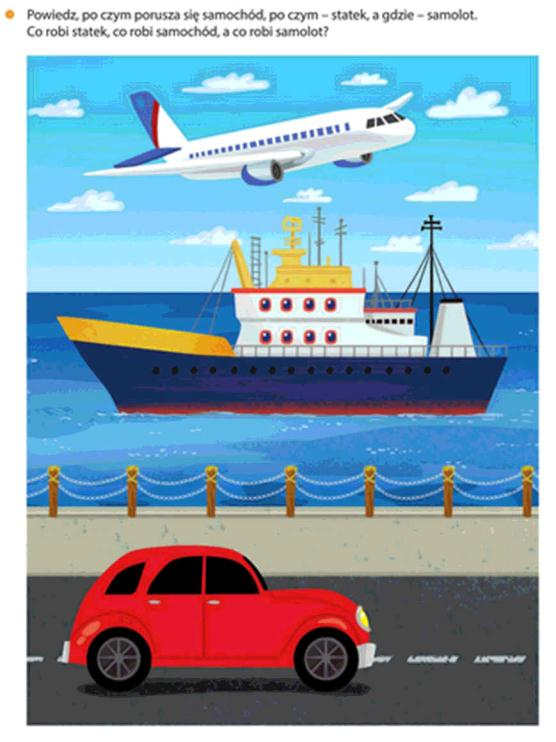 Powiedz, po czym porusza się samochód, po czym – statek, a gdzie – samolot.
Co robi statek, co robi samochód, a co robi samolot?